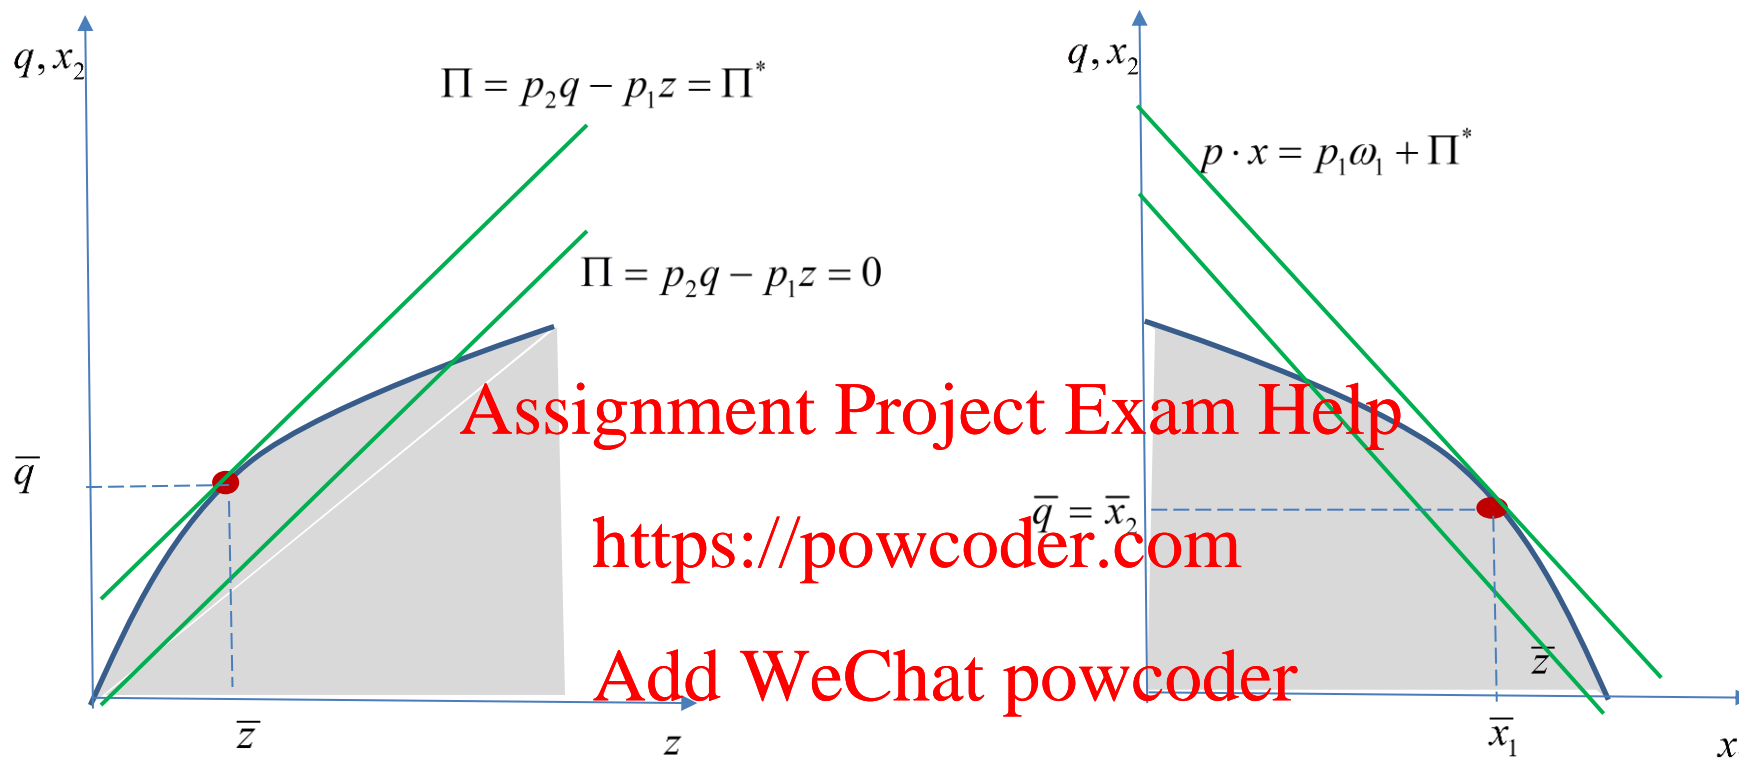 q, x₂
Π = p₂q − p₁z = Π*
Π = p₂q − p₁z = 0
q̅
z̅
z
q, x₂
p · x = p₁ω₁ + Π*
q̅ = x̅₂
z̅
x̅₁
x
Assignment Project Exam Help
https://powcoder.com
Add WeChat powcoder